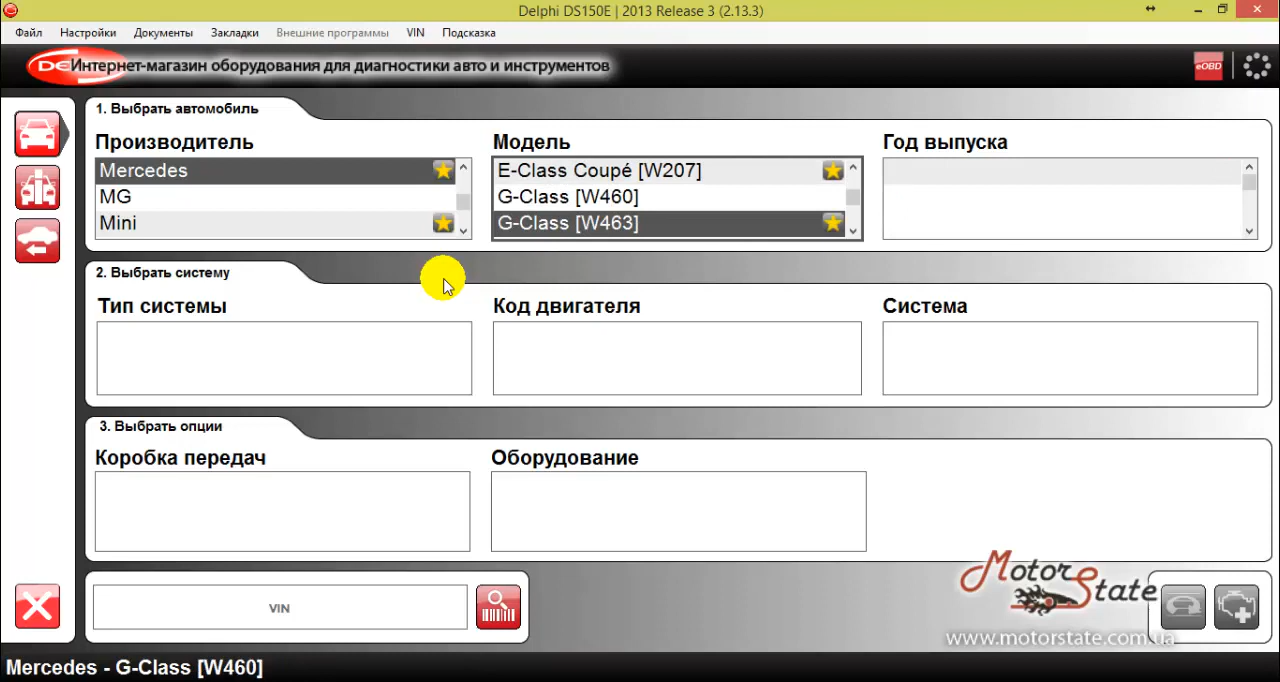 Delphi DS150E | 2013 Release 3 (2.13.3)
Файл Настройки Документы Закладки Внешние программы VIN Подсказка
DE Интернет-магазин оборудования для диагностики авто и инструментов
eOBD
1. Выбрать автомобиль
Производитель Модель Год выпуска
Mercedes E-Class Coupé [W207]
MG G-Class [W460]
Mini G-Class [W463]
2. Выбрать систему
Тип системы Код двигателя Система
3. Выбрать опции
Коробка передач Оборудование
VIN
MotorState
www.motorstate.com.ua
Mercedes - G-Class [W460]